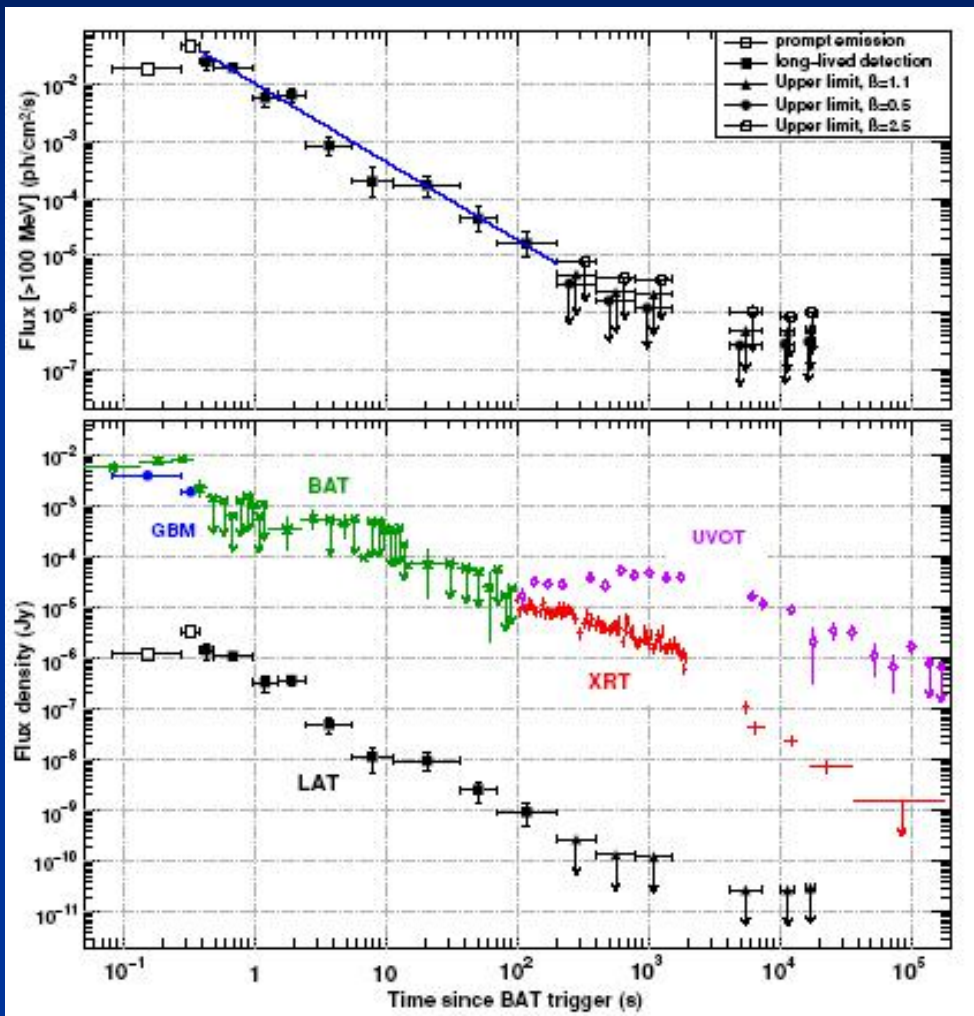 prompt emission
long-lived detection
Upper limit, ß=1.1
Upper limit, ß=0.5
Upper limit, ß=2.5
Flux [>100 MeV] (ph/cm²/s)
10⁻²
10⁻³
10⁻⁴
10⁻⁵
10⁻⁶
10⁻⁷
10⁻²
10⁻³
10⁻⁴
10⁻⁵
10⁻⁶
10⁻⁷
10⁻⁸
10⁻⁹
10⁻¹⁰
10⁻¹¹
Flux density (Jy)
BAT
GBM
UVOT
XRT
LAT
10⁻¹ 1 10 10² 10³ 10⁴ 10⁵
Time since BAT trigger (s)